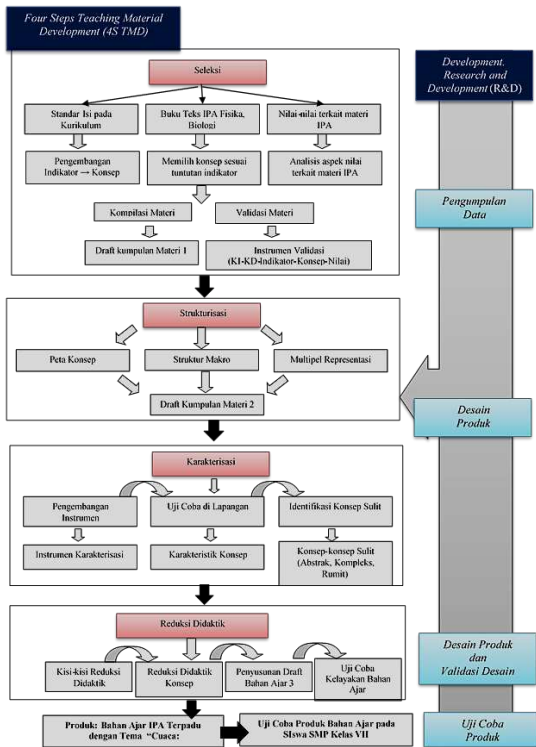 Four Steps Teaching Material
Development (4S TMD)
Seleksi
Standar Isi pada
Kurikulum
Buku Teks IPA Fisika,
Biologi
Nilai-nilai terkait materi
IPA
Pengembangan
Indikator → Konsep
Memilih konsep sesuai
tuntutan indikator
Analisis aspek nilai
terkait materi IPA
Kompilasi Materi
Validasi Materi
Draft kumpulan Materi 1
Instrumen Validasi
(KI-KD-Indikator-Konsep-Nilai)
Strukturisasi
Peta Konsep
Struktur Makro
Multipel Representasi
Draft Kumpulan Materi 2
Karakterisasi
Pengembangan
Instrumen
Uji Coba di Lapangan
Identifikasi Konsep Sulit
Instrumen Karakterisasi
Karakteristik Konsep
Konsep-konsep Sulit
(Abstrak, Kompleks,
Rumit)
Reduksi Didaktik
Kisi-kisi Reduksi
Didaktik
Reduksi Didaktik
Konsep
Penyusunan Draft
Bahan Ajar 3
Uji Coba
Kelayakan Bahan
Ajar
Produk: Bahan Ajar IPA Terpadu
dengan Tema “Cuaca:
Uji Coba Produk Bahan Ajar pada
SIswa SMP Kelas VII
Development.
Research and
Development (R&D)
Pengumpulan
Data
Desain
Produk
Desain Produk
dan
Validasi Desain
Uji Coba
Produk